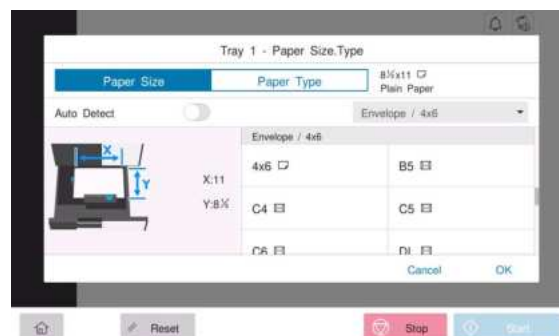 Tray 1 - Paper Size.Type
Paper Size
Paper Type
8½x11
Plain Paper
Auto Detect
Envelope / 4x6
Envelope / 4x6
X
Y
X:11
Y:8½
4x6
B5
C4
C5
C6
DL
Cancel
OK
Reset
Stop
Start